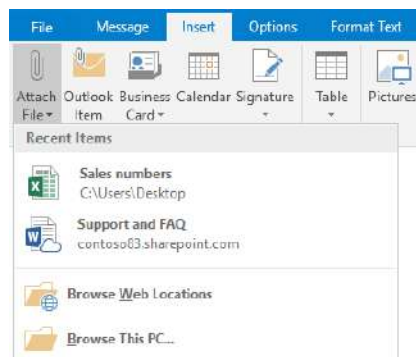 File Message Insert Options Format Text
Attach Outlook Business Calendar Signature Table Pictures
File Item Card
Recent Items
Sales numbers
C:\Users\Desktop
Support and FAQ
contoso83.sharepoint.com
Browse Web Locations
Browse This PC...